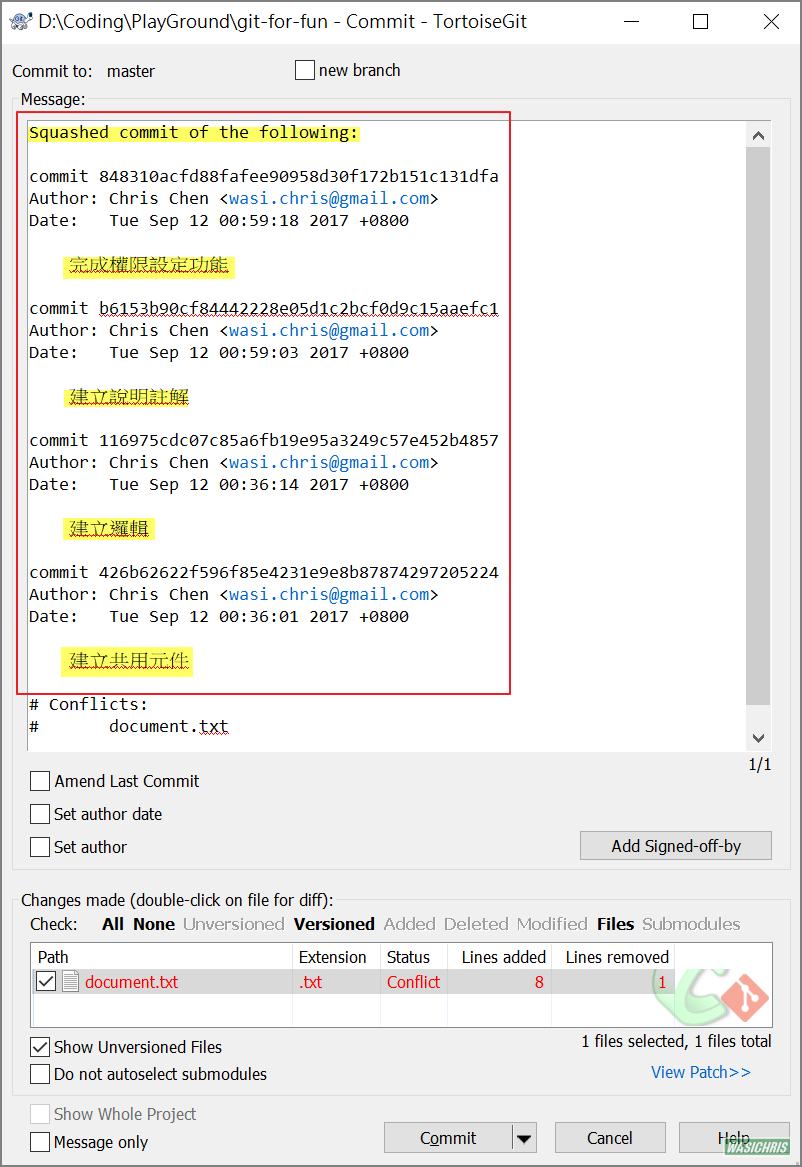 D:\Coding\PlayGround\git-for-fun - Commit - TortoiseGit
Commit to: master new branch
Message:
Squashed commit of the following:
commit 848310acfd88fafee90958d30f172b151c131dfa
Author: Chris Chen <wasi.chris@gmail.com>
Date: Tue Sep 12 00:59:18 2017 +0800
完成權限設定功能
commit b6153b90cf84442228e05d1c2bcf0d9c15aaefc1
Author: Chris Chen <wasi.chris@gmail.com>
Date: Tue Sep 12 00:59:03 2017 +0800
建立說明註解
commit 116975cdc07c85a6fb19e95a3249c57e452b4857
Author: Chris Chen <wasi.chris@gmail.com>
Date: Tue Sep 12 00:36:14 2017 +0800
建立邏輯
commit 426b62622f596f85e4231e9e8b87874297205224
Author: Chris Chen <wasi.chris@gmail.com>
Date: Tue Sep 12 00:36:01 2017 +0800
建立共用元件
# Conflicts:
# document.txt
1/1
Amend Last Commit
Set author date
Set author Add Signed-off-by
Changes made (double-click on file for diff):
Check: All None Unversioned Versioned Added Deleted Modified Files Submodules
Path Extension Status Lines added Lines removed
document.txt .txt Conflict 8 1
Show Unversioned Files 1 files selected, 1 files total
Do not autoselect submodules View Patch>>
Show Whole Project
Message only Commit Cancel Help
WASICHRIS